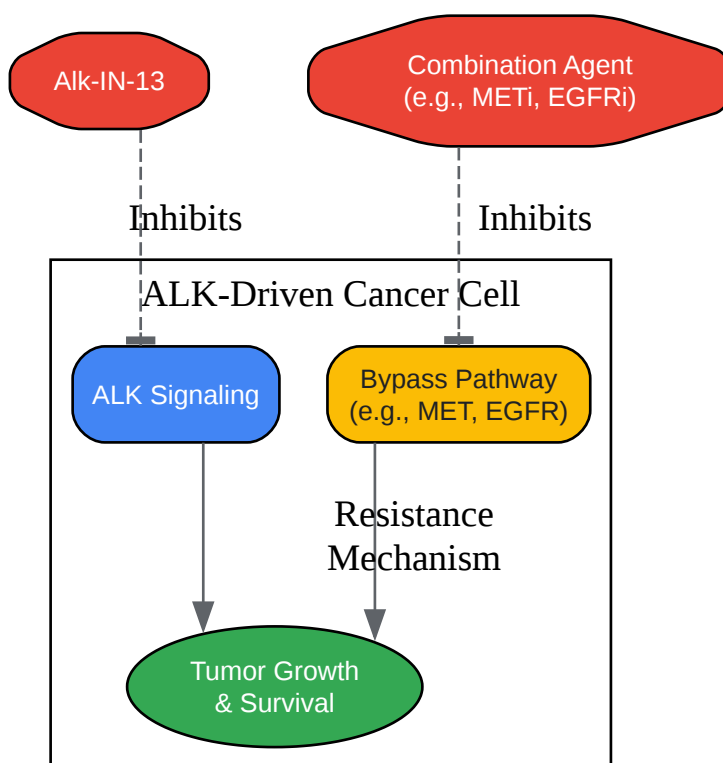 Alk-IN-13
Combination Agent
(e.g., METi, EGFRi)
Inhibits
Inhibits
ALK-Driven Cancer Cell
ALK Signaling
Bypass Pathway
(e.g., MET, EGFR)
Resistance
Mechanism
Tumor Growth
& Survival